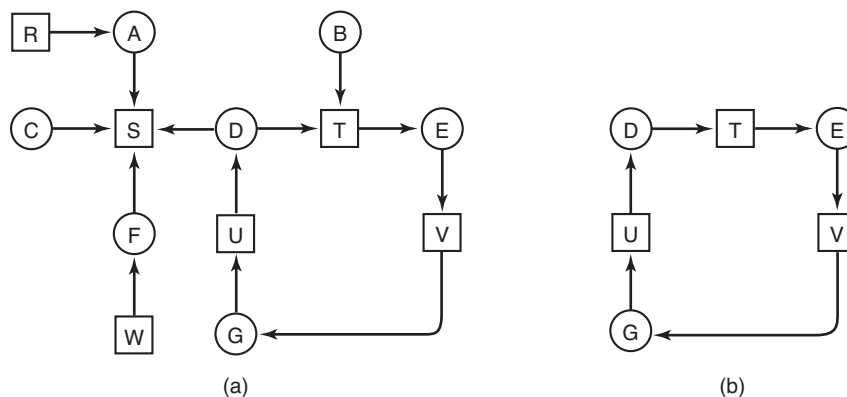 R A B
C S D T E D T E
F U V U V
W G G
(a) (b)